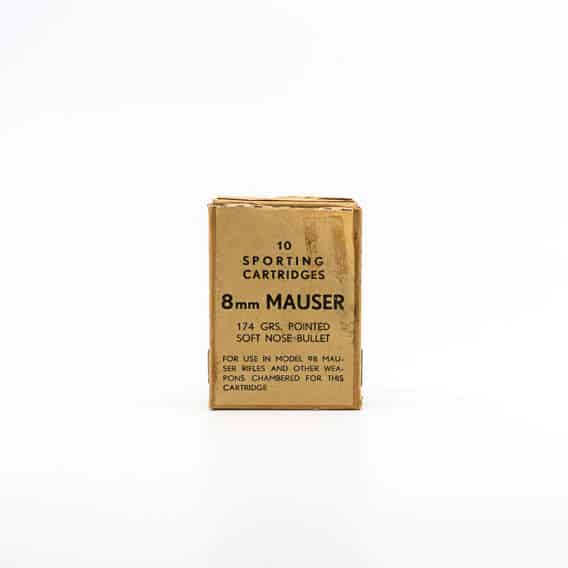 10
SPORTING
CARTRIDGES
8mm MAUSER
174 GRS. POINTED
SOFT NOSE-BULLET
FOR USE IN MODEL 98 MAU-
SER RIFLES AND OTHER WEA-
PONS CHAMBERED FOR THIS
CARTRIDGE